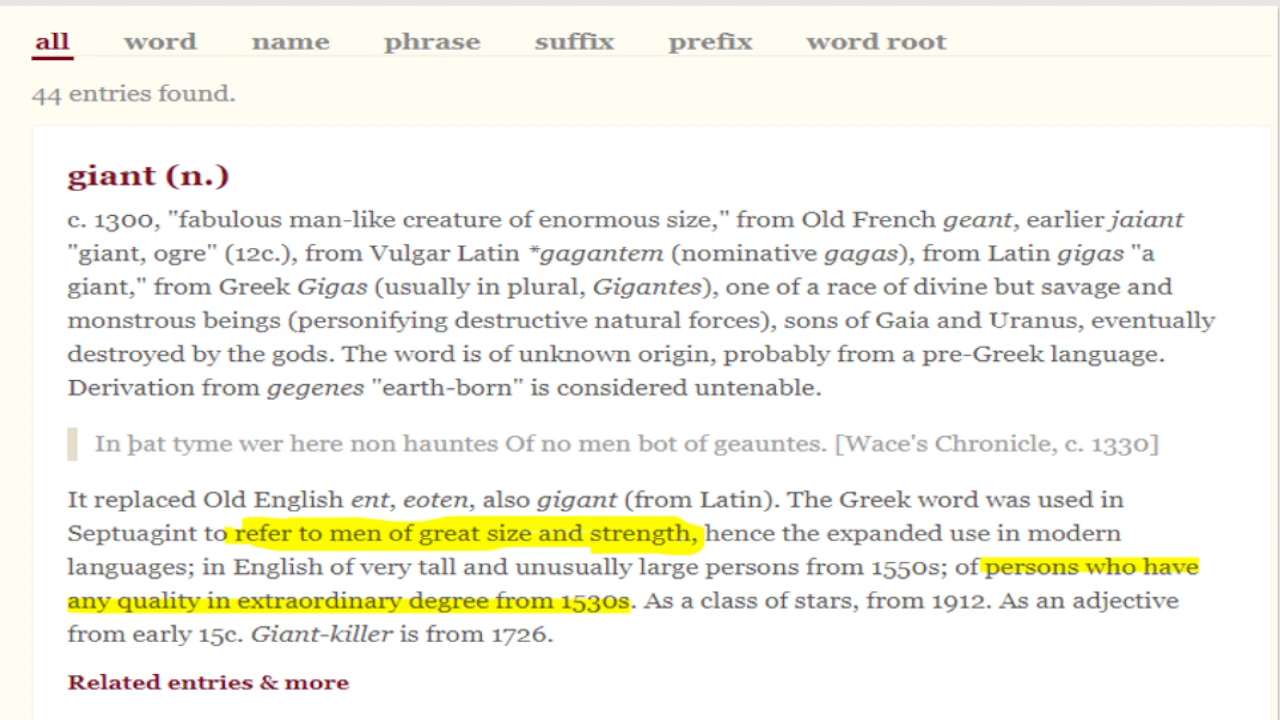 all word name phrase suffix prefix word root
44 entries found.
giant (n.)
c. 1300, "fabulous man-like creature of enormous size," from Old French geant, earlier jaiant
"giant, ogre" (12c.), from Vulgar Latin *gagantem (nominative gagas), from Latin gigas "a
giant," from Greek Gigas (usually in plural, Gigantes), one of a race of divine but savage and
monstrous beings (personifying destructive natural forces), sons of Gaia and Uranus, eventually
destroyed by the gods. The word is of unknown origin, probably from a pre-Greek language.
Derivation from gegenes "earth-born" is considered untenable.
In þat tyme wer here non hauntes Of no men bot of geauntes. [Wace's Chronicle, c. 1330]
It replaced Old English ent, eoten, also gigant (from Latin). The Greek word was used in
Septuagint to refer to men of great size and strength, hence the expanded use in modern
languages; in English of very tall and unusually large persons from 1550s; of persons who have
any quality in extraordinary degree from 1530s. As a class of stars, from 1912. As an adjective
from early 15c. Giant-killer is from 1726.
Related entries & more